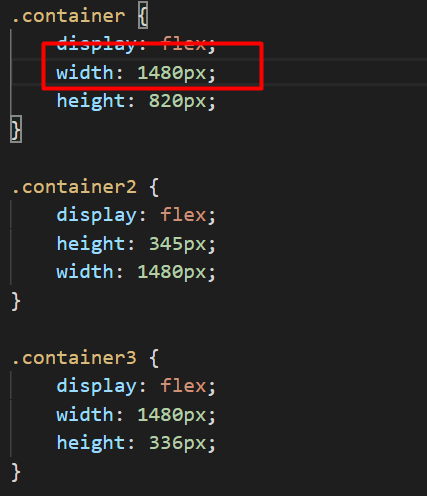 .container {
display: flex;
width: 1480px;
height: 820px;
}
.container2 {
display: flex;
height: 345px;
width: 1480px;
}
.container3 {
display: flex;
width: 1480px;
height: 336px;
}